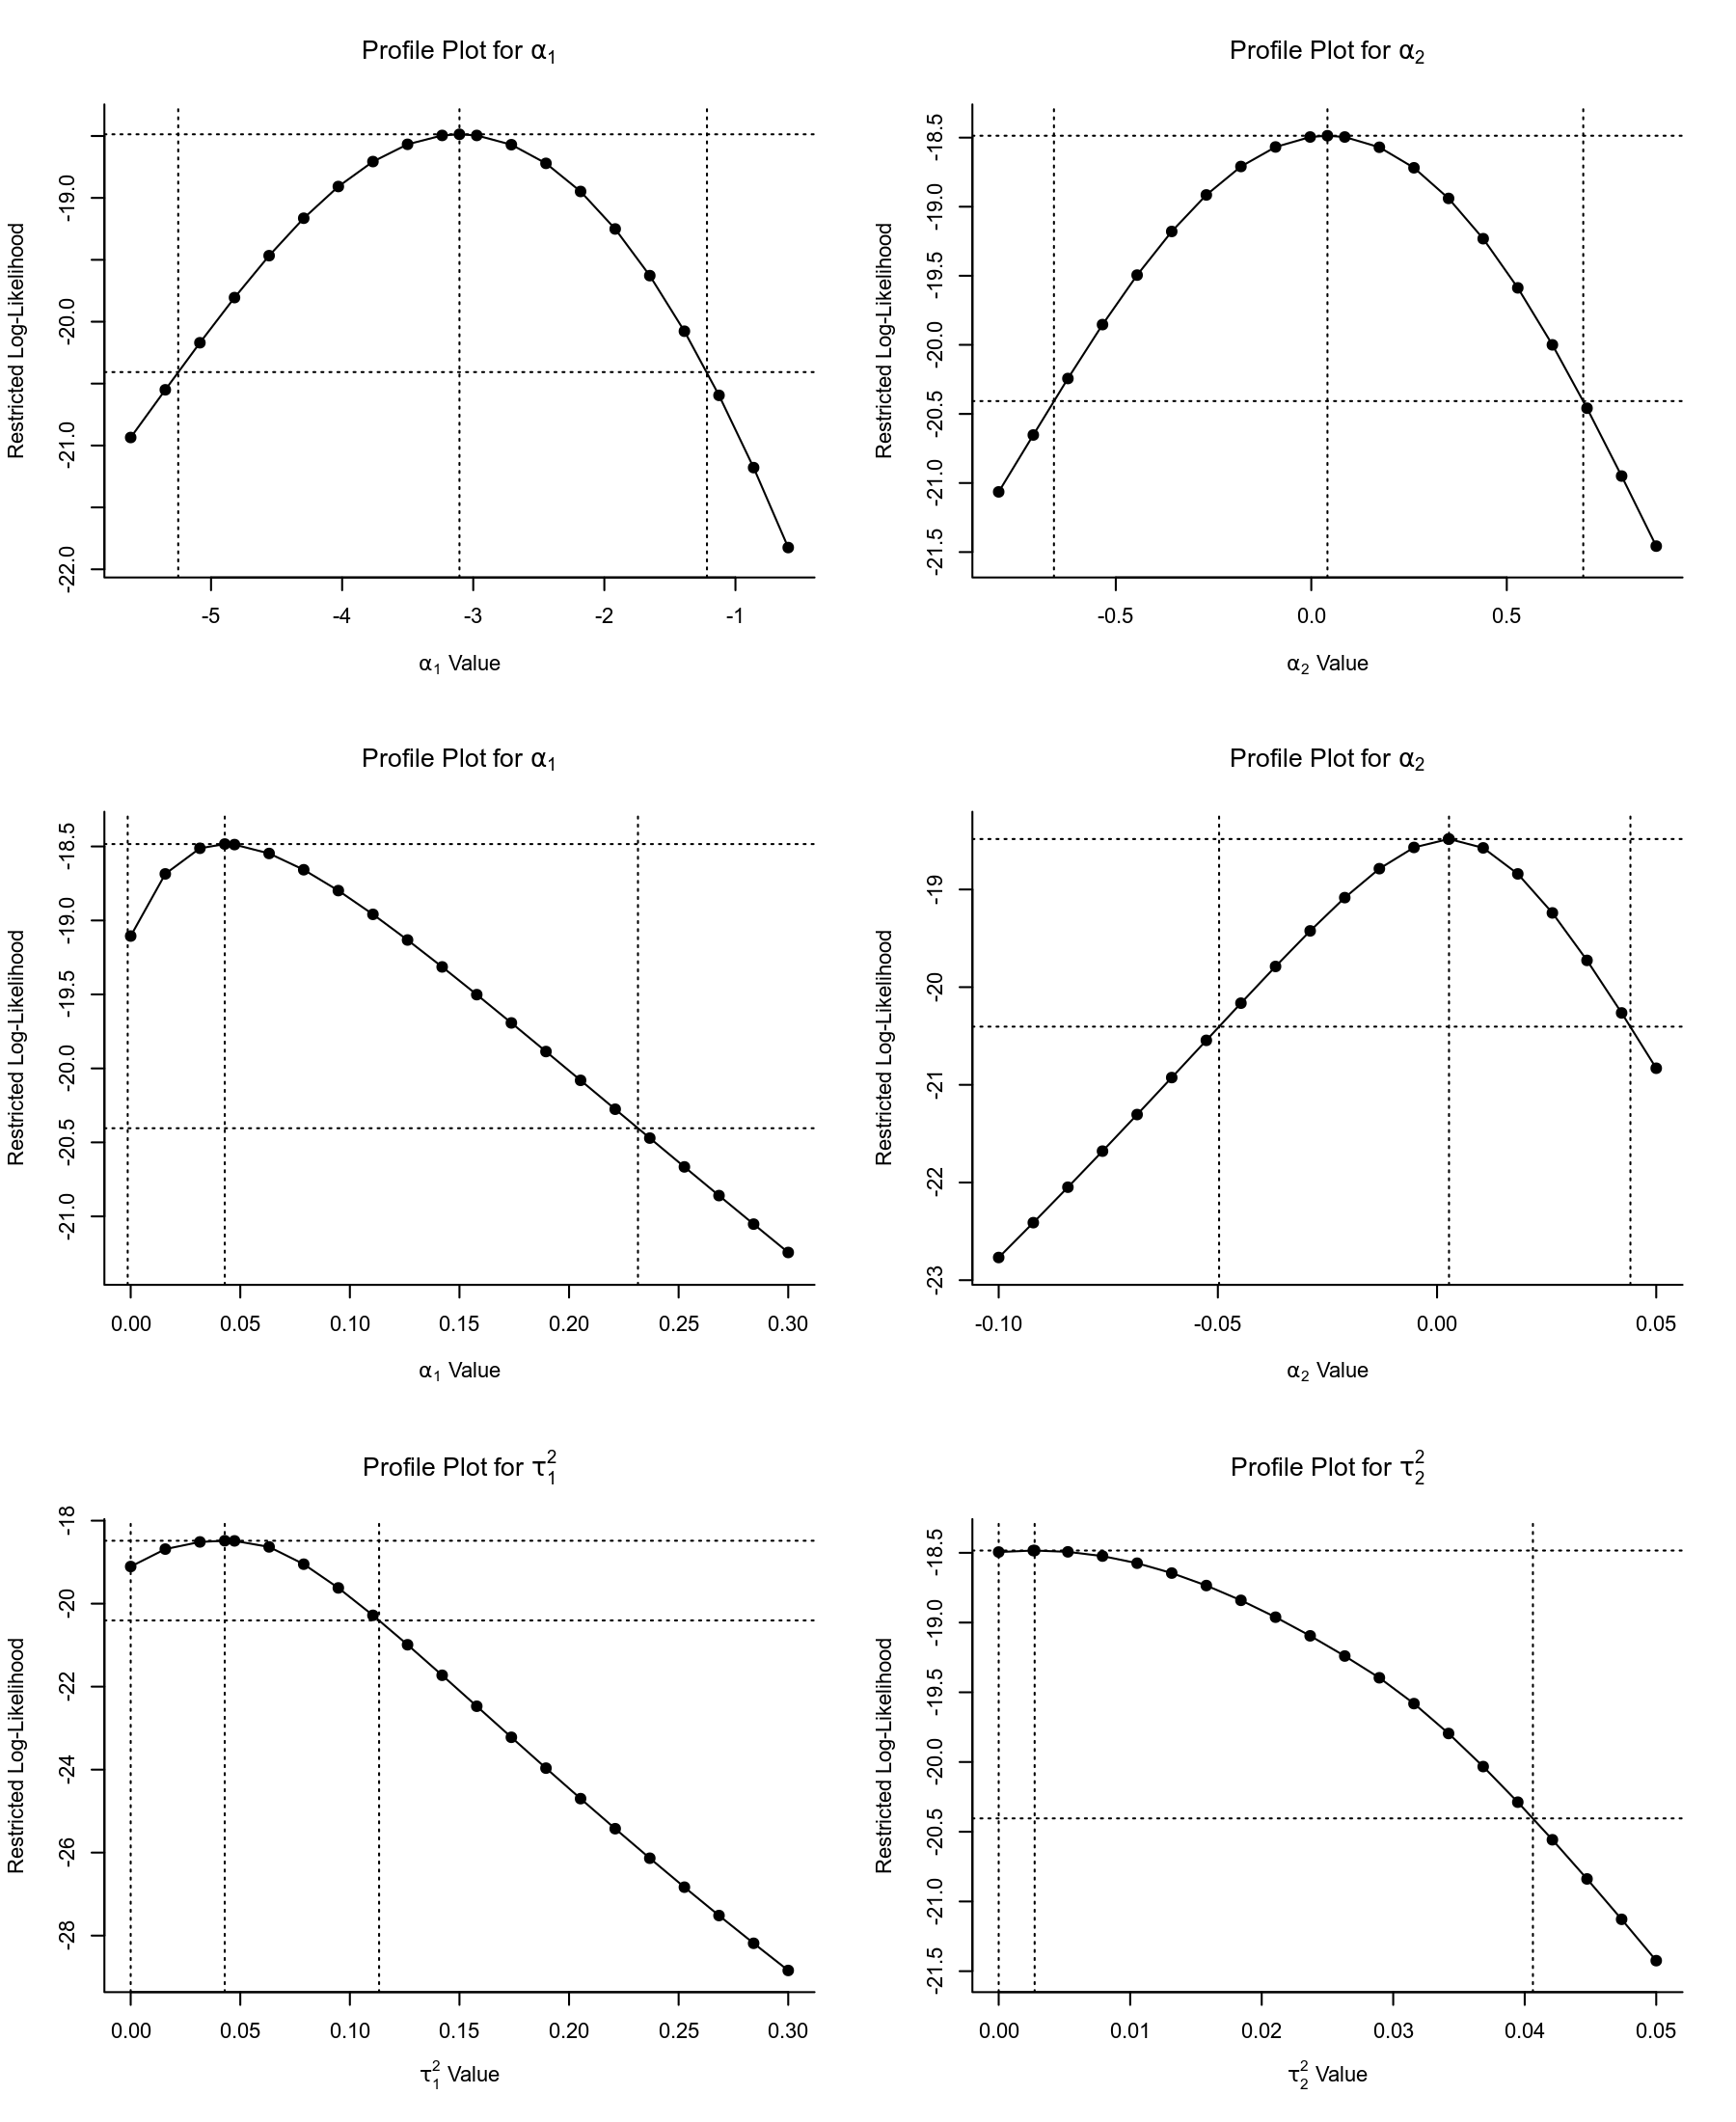 Profile Plot for α₁
Restricted Log-Likelihood
-19.0
-20.0
-21.0
-22.0
-5 -4 -3 -2 -1
α₁ Value
Profile Plot for α₂
Restricted Log-Likelihood
-18.5
-19.0
-19.5
-20.0
-20.5
-21.0
-21.5
-0.5 0.0 0.5
α₂ Value
Profile Plot for α₁
Restricted Log-Likelihood
-18.5
-19.0
-19.5
-20.0
-20.5
-21.0
0.00 0.05 0.10 0.15 0.20 0.25 0.30
α₁ Value
Profile Plot for α₂
Restricted Log-Likelihood
-19
-20
-21
-22
-23
-0.10 -0.05 0.00 0.05
α₂ Value
Profile Plot for τ₁²
Restricted Log-Likelihood
-18
-20
-22
-24
-26
-28
0.00 0.05 0.10 0.15 0.20 0.25 0.30
τ₁² Value
Profile Plot for τ₂²
Restricted Log-Likelihood
-18.5
-19.0
-19.5
-20.0
-20.5
-21.0
-21.5
0.00 0.01 0.02 0.03 0.04 0.05
τ₂² Value